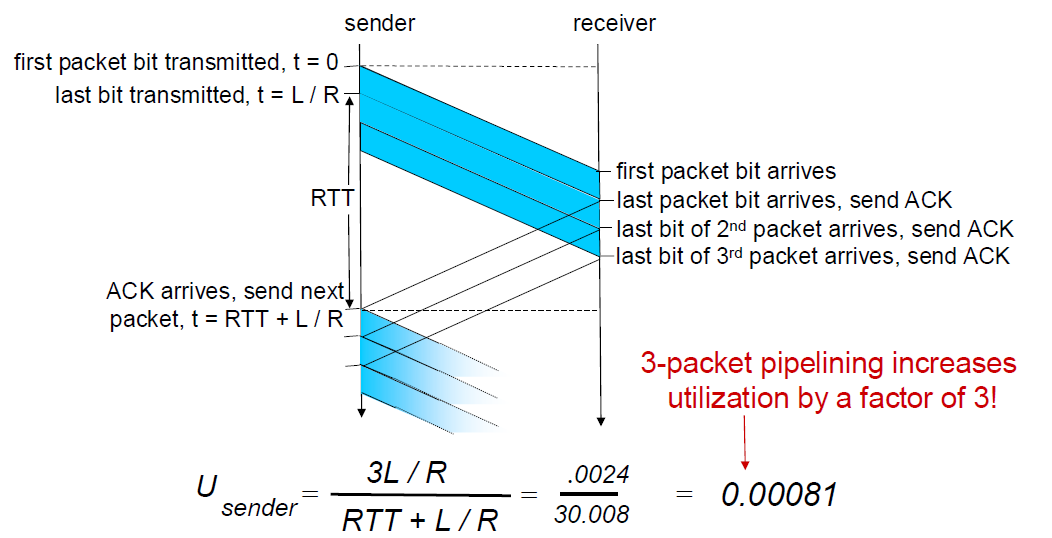 sender
receiver
first packet bit transmitted, t = 0
last bit transmitted, t = L / R
RTT
first packet bit arrives
last packet bit arrives, send ACK
last bit of 2nd packet arrives, send ACK
last bit of 3rd packet arrives, send ACK
ACK arrives, send next
packet, t = RTT + L / R
3-packet pipelining increases
utilization by a factor of 3!
U sender = 3L / R / RTT + L / R = .0024 / 30.008 = 0.00081